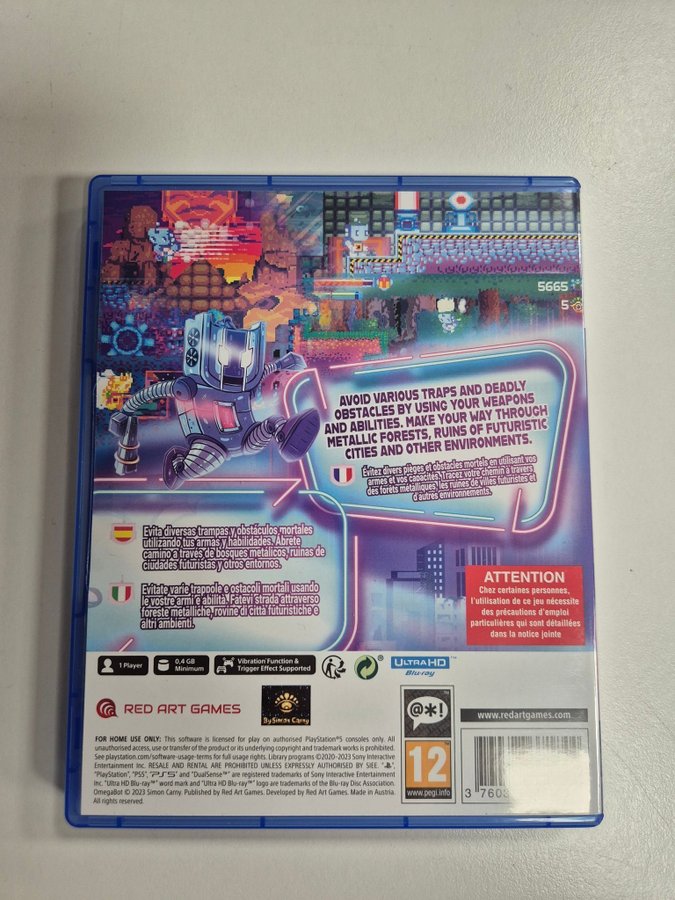 5665
5
AVOID VARIOUS TRAPS AND DEADLY
OBSTACLES BY USING YOUR WEAPONS
AND ABILITIES. MAKE YOUR WAY THROUGH
METALLIC FORESTS, RUINS OF FUTURISTIC
CITIES AND OTHER ENVIRONMENTS.
Évitez divers pièges et obstacles mortels en utilisant vos
armes et vos capacités. Tracez votre chemin à travers
des forêts métalliques, les ruines de villes futuristes et
d'autres environnements.
Evita diversas trampas y obstáculos mortales
utilizando tus armas y habilidades. Ábrete
camino a través de bosques metálicos, ruinas de
ciudades futuristas y otros entornos.
Evitate varie trappole e ostacoli mortali usando
le vostre armi e abilità. Fatevi strada attraverso
foreste metalliche, rovine di città futuristiche e
altri ambienti.
ATTENTION
Chez certaines personnes,
l'utilisation de ce jeu nécessite
des précautions d'emploi
particulières qui sont détaillées
dans la notice jointe
1 Player
0,4 GB
Minimum
Vibration Function &
Trigger Effect Supported
ULTRA HD
Blu-ray™
RED ART GAMES
By Simon Carny
@*!
www.redartgames.com
12
www.pegi.info
FOR HOME USE ONLY: This software is licensed for play on authorised PlayStation®5 consoles only. All
unauthorised access, use or transfer of the product or its underlying copyright and trademark works is prohibited.
See playstation.com/software-usage-terms for full usage rights. Library programs ©2020-2023 Sony Interactive
Entertainment Inc. RESALE AND RENTAL ARE PROHIBITED UNLESS EXPRESSLY AUTHORISED BY SEE. "
", "PlayStation", "PS5", "PS5" and "DualSense" are registered trademarks of Sony Interactive Entertainment
Inc. "Ultra HD Blu-ray™" word mark and "Ultra HD Blu-ray™" logo are trademarks of the Blu-ray Disc Association.
OmegaBot © 2023 Simon Carny. Published by Red Art Games. Developed by Red Art Games. Made in Austria.
All rights reserved.